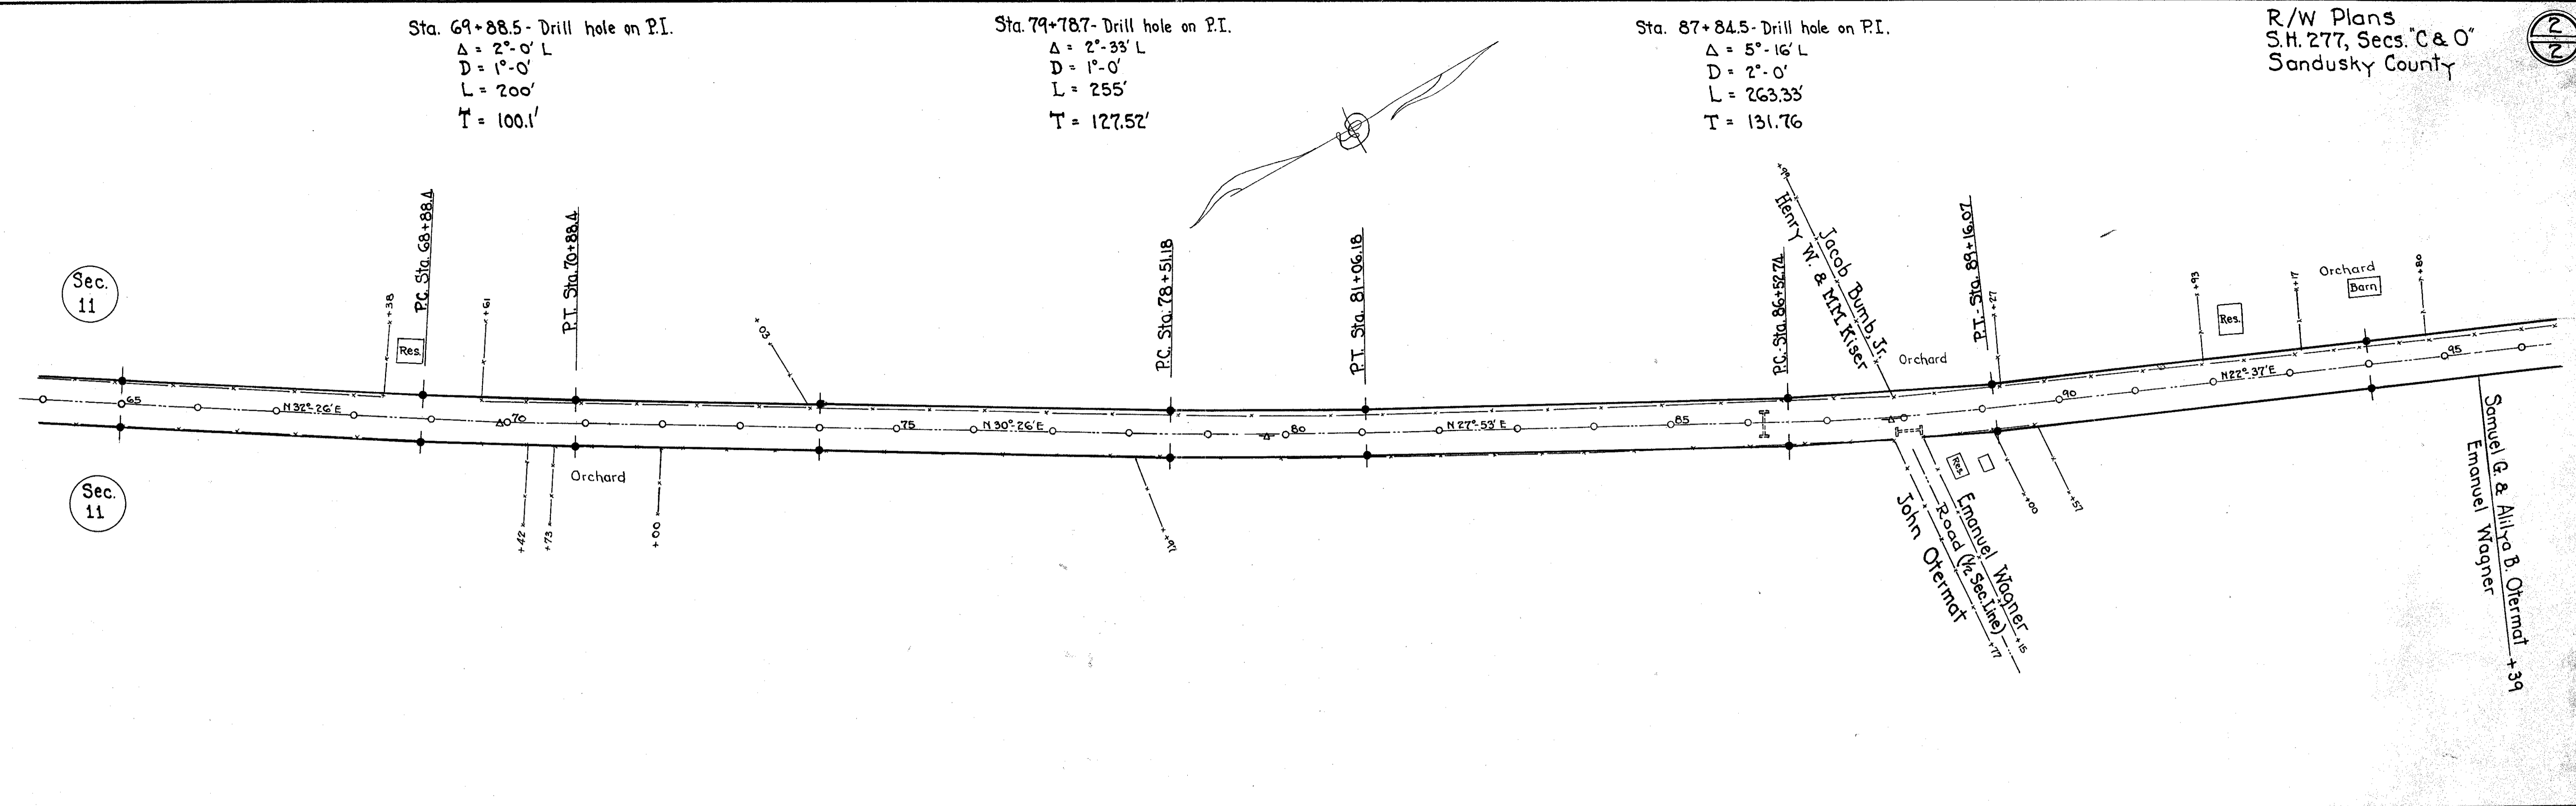 Sta. 69+88.5 - Drill hole on P.I.
Δ = 2°-0' L
D = 1°-0'
L = 200'
T = 100.1'
Sta. 79+78.7 - Drill hole on P.I.
Δ = 2°-33' L
D = 1°-0'
L = 255'
T = 127.52'
Sta. 87+84.5 - Drill hole on P.I.
Δ = 5°-16' L
D = 2°-0'
L = 263.33'
T = 131.76
R/W Plans
S.H. 277, Secs. "C & O"
Sandusky County
2
2
Sec.
11
+38
Res.
P.C. Sta. 68+88.4
+61
P.T. Sta. 70+88.4
+03
P.C. Sta. 78+51.18
P.T. Sta. 81+06.18
P.C. Sta. 86+52.74
+99
Jacob Bumb, Jr.
Henry W. & M.M. Kiser
Orchard
P.T. - Sta. 89+16.07
+27
+93
Res.
+17
Orchard
Barn
+80
65
N 32°-26' E
70
75
N 30°-26' E
80
N 27°-53' E
85
90
N 22°-37' E
95
Sec.
11
+42
+73
Orchard
+00
+97
Res.
+00
+57
Emanuel Wagner
+15
Road (1/2 Sec. Line)
+77
John Otermat
Samuel G. & Aliiya B. Otermat
+39
Emanuel Wagner